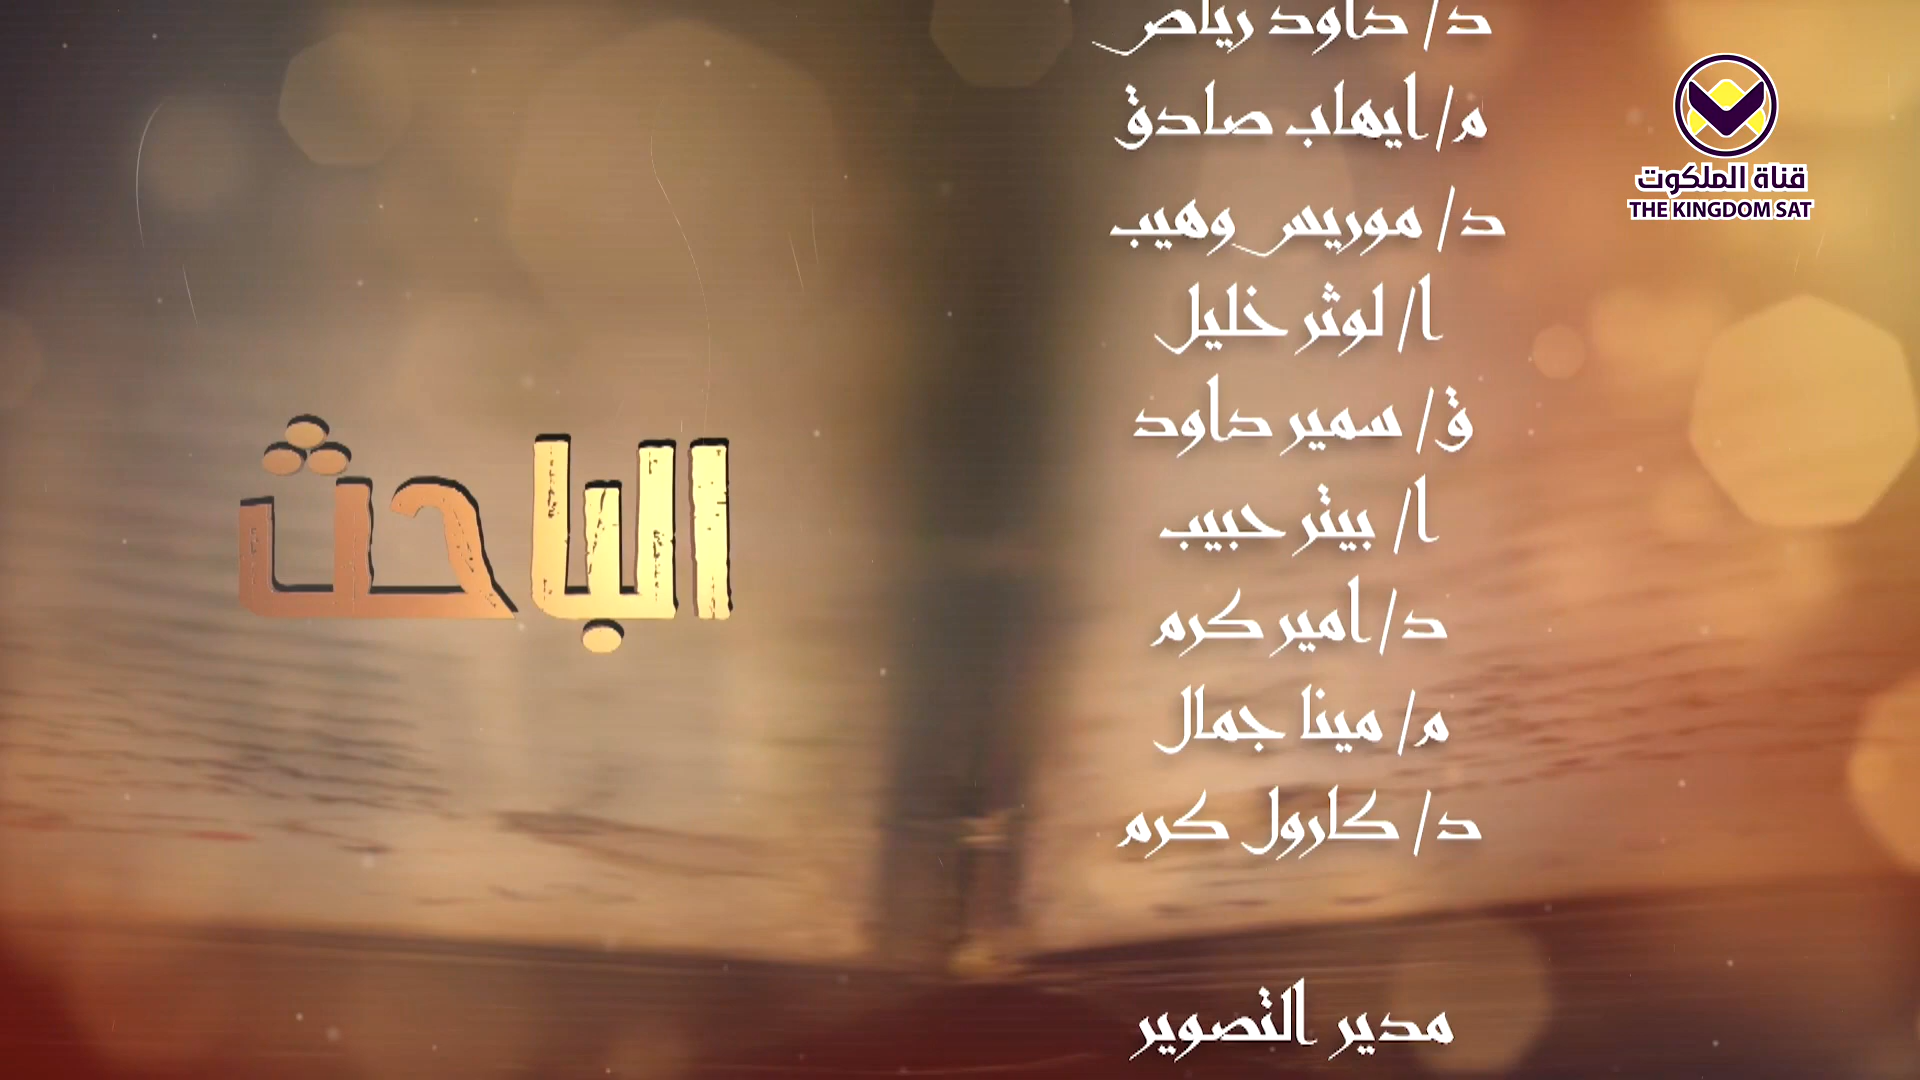 د/ داود رياض
م/ ايهاب صادق
د/ موريس وهيب
ا/ لوثر خليل
ق/ سمير داود
ا/ بيتر حبيب
د/ امير كرم
م/ مينا جمال
د/ كارول كرم
مدير التصوير
الباحث
قناة الملكوت
THE KINGDOM SAT